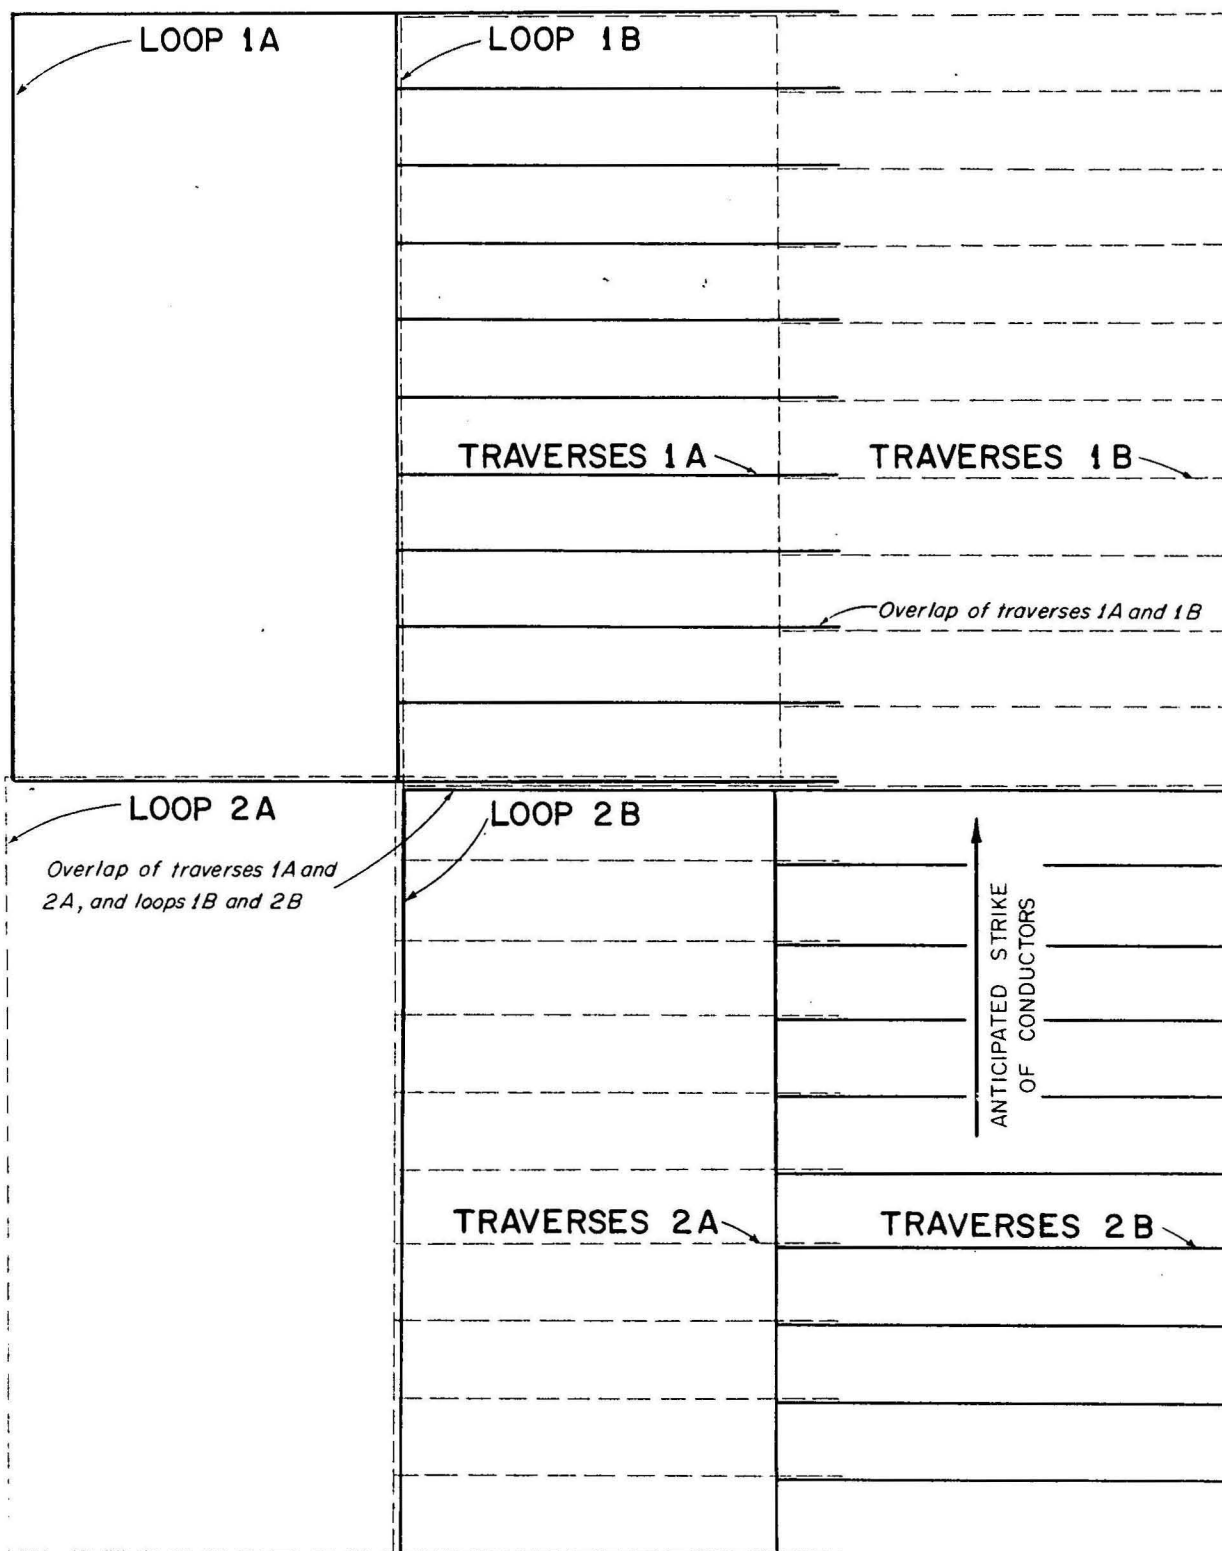 LOOP 1A
LOOP 1B
TRAVERSES 1A
TRAVERSES 1B
Overlap of traverses 1A and 1B
LOOP 2A
LOOP 2B
Overlap of traverses 1A and
2A, and loops 1B and 2B
ANTICIPATED STRIKE
OF CONDUCTORS
TRAVERSES 2A
TRAVERSES 2B